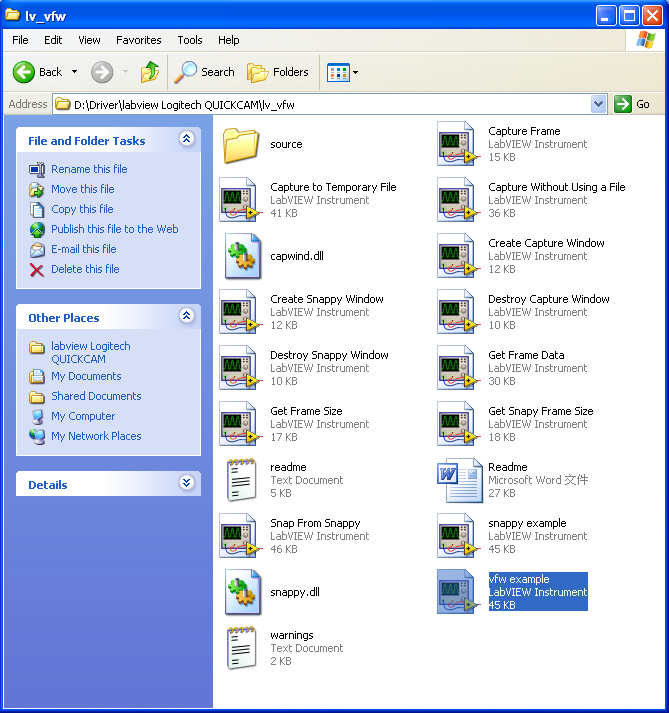 lv_vfw
File Edit View Favorites Tools Help
Back Search Folders
Address D:\Driver\labview Logitech QUICKCAM\lv_vfw Go
File and Folder Tasks
Rename this file
Move this file
Copy this file
Publish this file to the Web
E-mail this file
Delete this file
Other Places
labview Logitech
QUICKCAM
My Documents
Shared Documents
My Computer
My Network Places
Details
source
Capture Frame
LabVIEW Instrument
15 KB
Capture to Temporary File
LabVIEW Instrument
41 KB
Capture Without Using a File
LabVIEW Instrument
36 KB
capwind.dll
Create Capture Window
LabVIEW Instrument
12 KB
Create Snappy Window
LabVIEW Instrument
12 KB
Destroy Capture Window
LabVIEW Instrument
10 KB
Destroy Snappy Window
LabVIEW Instrument
10 KB
Get Frame Data
LabVIEW Instrument
30 KB
Get Frame Size
LabVIEW Instrument
17 KB
Get Snapy Frame Size
LabVIEW Instrument
18 KB
readme
Text Document
5 KB
Readme
Microsoft Word 文件
27 KB
Snap From Snappy
LabVIEW Instrument
46 KB
snappy example
LabVIEW Instrument
45 KB
snappy.dll
vfw example
LabVIEW Instrument
45 KB
warnings
Text Document
2 KB